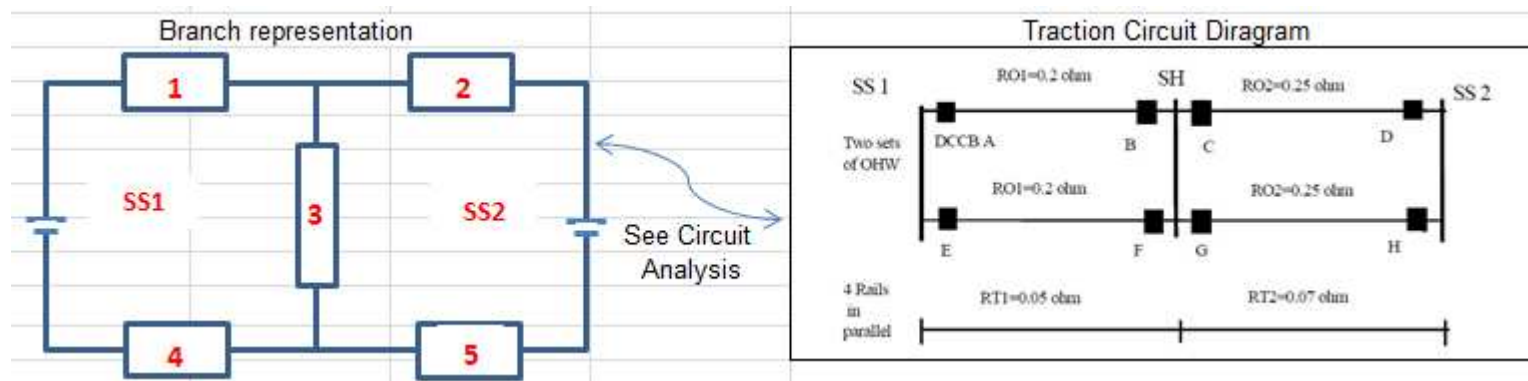 Branch representation
1
2
SS1
3
SS2
4
5
See Circuit
Analysis
Traction Circuit Diragram
SS 1
RO1=0.2 ohm
SH
RO2=0.25 ohm
SS 2
Two sets
of OHW
DCCB A
B
C
D
RO1=0.2 ohm
RO2=0.25 ohm
E
F
G
H
4 Rails
in
parallel
RT1=0.05 ohm
RT2=0.07 ohm